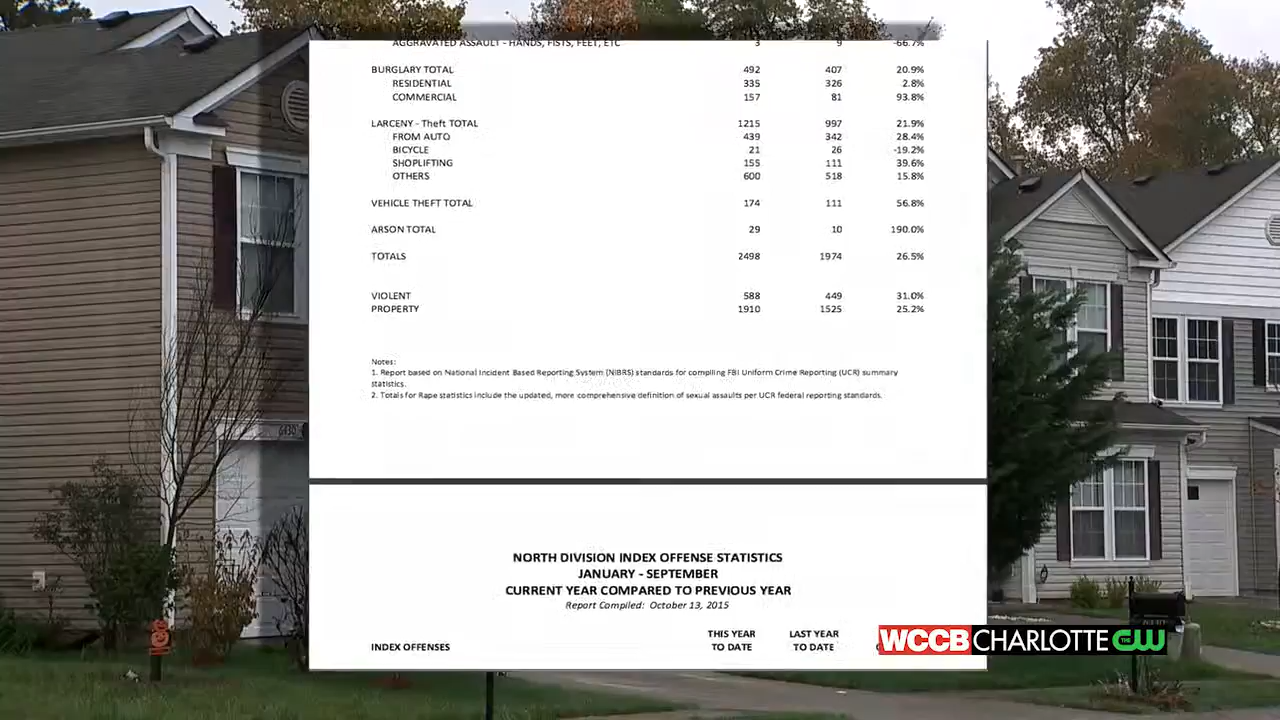 AGGRAVATED ASSAULT - HANDS, FISTS, FEET, ETC 3 9 -66.7%
BURGLARY TOTAL 492 407 20.9%
RESIDENTIAL 335 326 2.8%
COMMERCIAL 157 81 93.8%
LARCENY - Theft TOTAL 1215 997 21.9%
FROM AUTO 439 342 28.4%
BICYCLE 21 26 -19.2%
SHOPLIFTING 155 111 39.6%
OTHERS 600 518 15.8%
VEHICLE THEFT TOTAL 174 111 56.8%
ARSON TOTAL 29 10 190.0%
TOTALS 2498 1974 26.5%
VIOLENT 588 449 31.0%
PROPERTY 1910 1525 25.2%
Notes:
1. Report based on National Incident Based Reporting System (NIBRS) standards for compiling FBI Uniform Crime Reporting (UCR) summary
statistics.
2. Totals for Rape statistics include the updated, more comprehensive definition of sexual assaults per UCR federal reporting standards.
NORTH DIVISION INDEX OFFENSE STATISTICS
JANUARY - SEPTEMBER
CURRENT YEAR COMPARED TO PREVIOUS YEAR
Report Compiled: October 13, 2015
THIS YEAR LAST YEAR
INDEX OFFENSES TO DATE TO DATE
WCCB CHARLOTTE THE CW